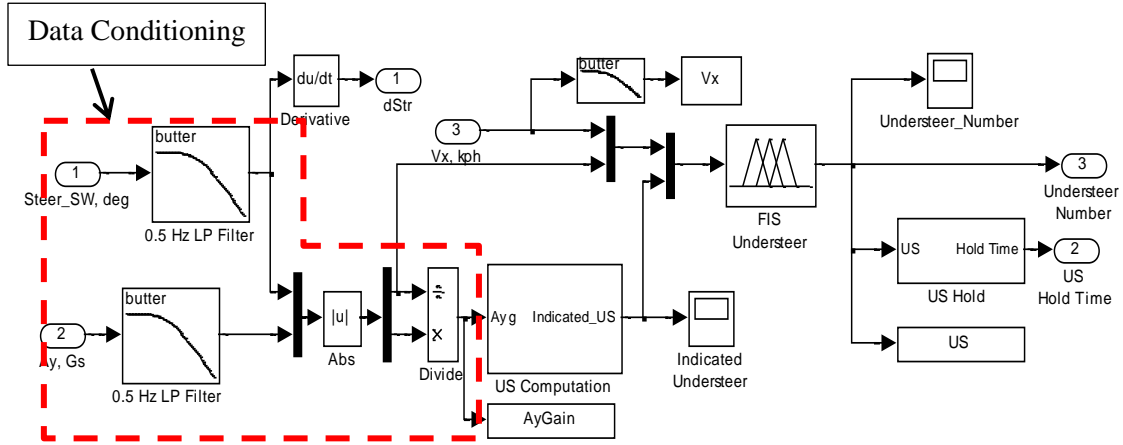 Data Conditioning
du/dt
Derivative
1
dStr
butter
Vx
butter
1
Steer_SW, deg
0.5 Hz LP Filter
3
Vx, kph
FIS
Understeer
Understeer_Number
3
Understeer
Number
US
Hold Time
US Hold
2
US
Hold Time
US
butter
2
Ay, Gs
0.5 Hz LP Filter
|u|
Abs
÷
x
Divide
Ay g
Indicated_US
US Computation
AyGain
Indicated
Understeer